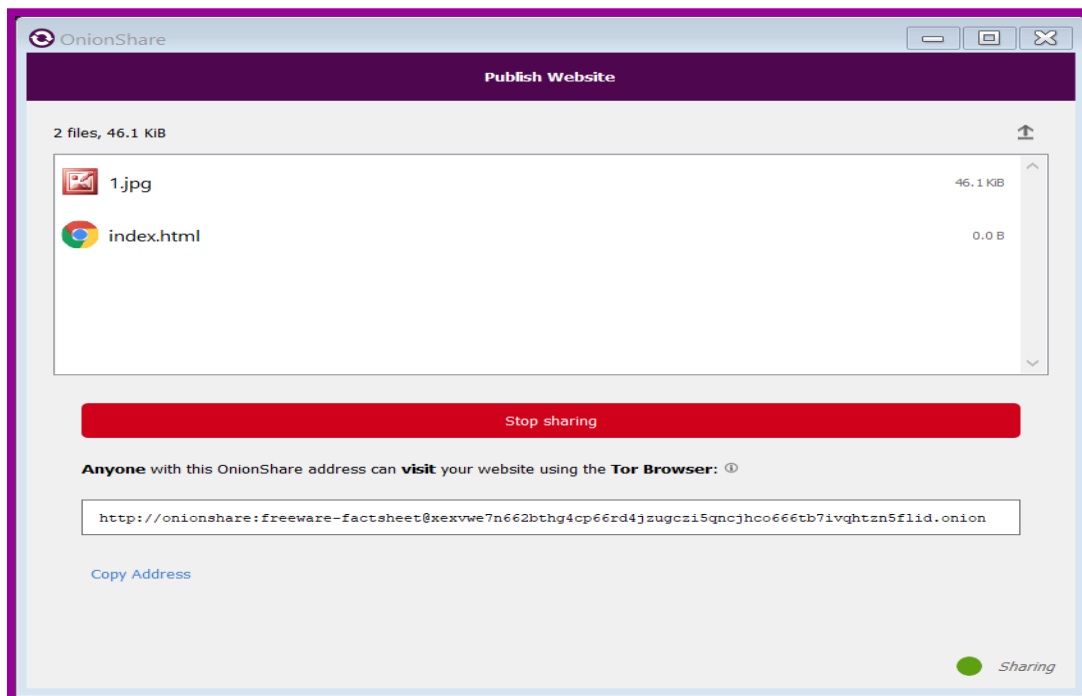 OnionShare
Publish Website
2 files, 46.1 KiB
1.jpg 46.1 KiB
index.html 0.0 B
Stop sharing
Anyone with this OnionShare address can visit your website using the Tor Browser:
http://onionshare:freeware-factsheet@xexvwe7n662bthg4cp66rd4jzugczi5qncjhco666tb7ivqhtzn5flid.onion
Copy Address
Sharing